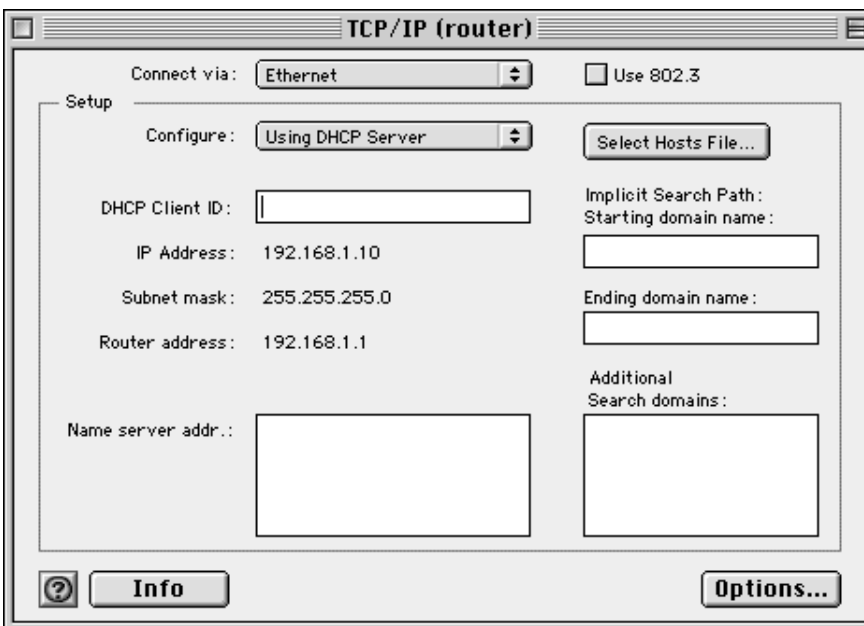 TCP/IP (router)
Connect via: Ethernet Use 802.3
Setup
Configure: Using DHCP Server Select Hosts File...
DHCP Client ID:
Implicit Search Path:
Starting domain name:
IP Address: 192.168.1.10
Subnet mask: 255.255.255.0
Ending domain name:
Router address: 192.168.1.1
Additional
Search domains:
Name server addr.:
? Info Options...